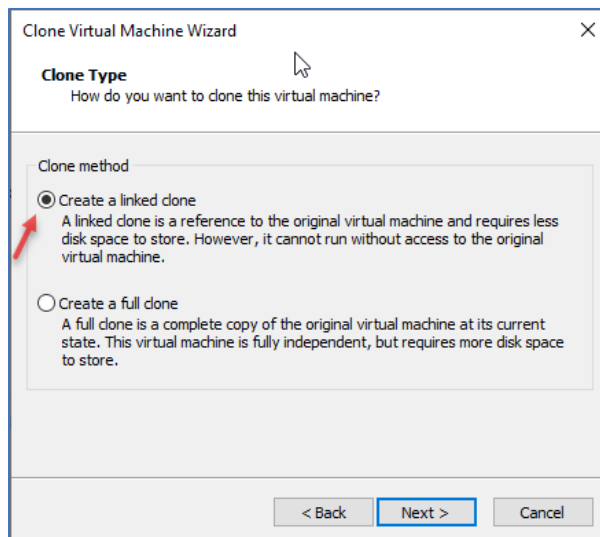 Clone Virtual Machine Wizard
Clone Type
How do you want to clone this virtual machine?
Clone method
Create a linked clone
A linked clone is a reference to the original virtual machine and requires less
disk space to store. However, it cannot run without access to the original
virtual machine.
Create a full clone
A full clone is a complete copy of the original virtual machine at its current
state. This virtual machine is fully independent, but requires more disk space
to store.
< Back Next > Cancel